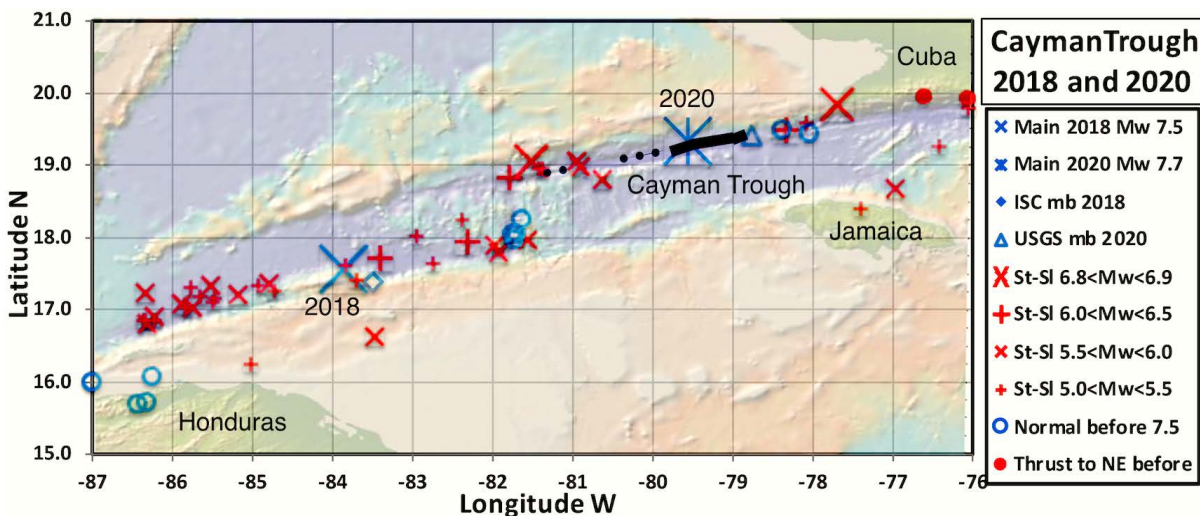 21.0
20.0
19.0
18.0
17.0
16.0
15.0
Latitude N
-87
-86
-85
-84
-83
-82
-81
-80
-79
-78
-77
-76
Longitude W
Cuba
2020
Cayman Trough
Jamaica
2018
Honduras
CaymanTrough
2018 and 2020
Main 2018 Mw 7.5
Main 2020 Mw 7.7
ISC mb 2018
USGS mb 2020
St-Sl 6.8<Mw<6.9
St-Sl 6.0<Mw<6.5
St-Sl 5.5<Mw<6.0
St-Sl 5.0<Mw<5.5
Normal before 7.5
Thrust to NE before